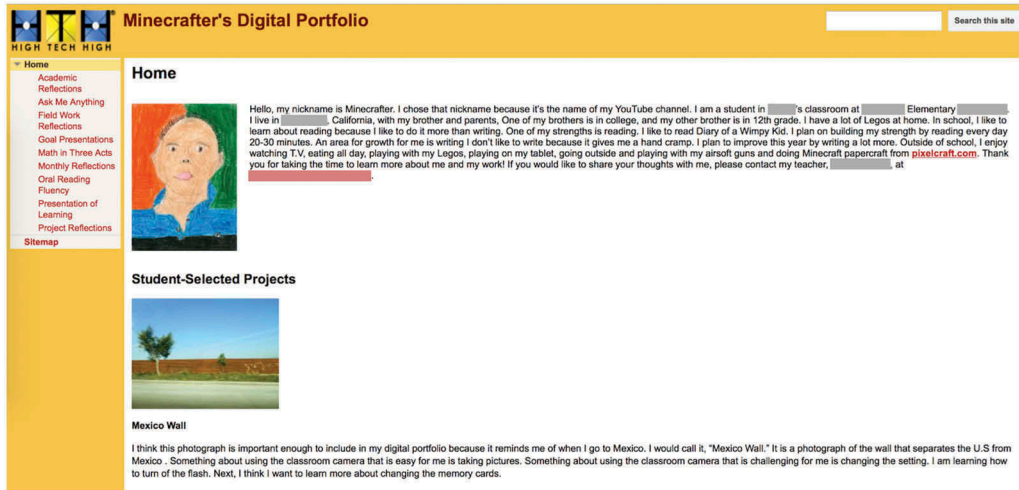 HTH
HIGH TECH HIGH
Minecrafter's Digital Portfolio
Search this site
Home
Academic
Reflections
Ask Me Anything
Field Work
Reflections
Goal Presentations
Math in Three Acts
Monthly Reflections
Oral Reading
Fluency
Presentation of
Learning
Project Reflections
Sitemap
Home
Hello, my nickname is Minecrafter. I chose that nickname because it's the name of my YouTube channel. I am a student in 's classroom at Elementary ,
I live in , California, with my brother and parents, One of my brothers is in college, and my other brother is in 12th grade. I have a lot of Legos at home. In school, I like to
learn about reading because I like to do it more than writing. One of my strengths is reading. I like to read Diary of a Wimpy Kid. I plan on building my strength by reading every day
20-30 minutes. An area for growth for me is writing I don't like to write because it gives me a hand cramp. I plan to improve this year by writing a lot more. Outside of school, I enjoy
watching T.V, eating all day, playing with my Legos, playing on my tablet, going outside and playing with my airsoft guns and doing Minecraft papercraft from pixelcraft.com. Thank
you for taking the time to learn more about me and my work! If you would like to share your thoughts with me, please contact my teacher, , at
.
Student-Selected Projects
Mexico Wall
I think this photograph is important enough to include in my digital portfolio because it reminds me of when I go to Mexico. I would call it, "Mexico Wall." It is a photograph of the wall that separates the U.S from
Mexico . Something about using the classroom camera that is easy for me is taking pictures. Something about using the classroom camera that is challenging for me is changing the setting. I am learning how
to turn of the flash. Next, I think I want to learn more about changing the memory cards.